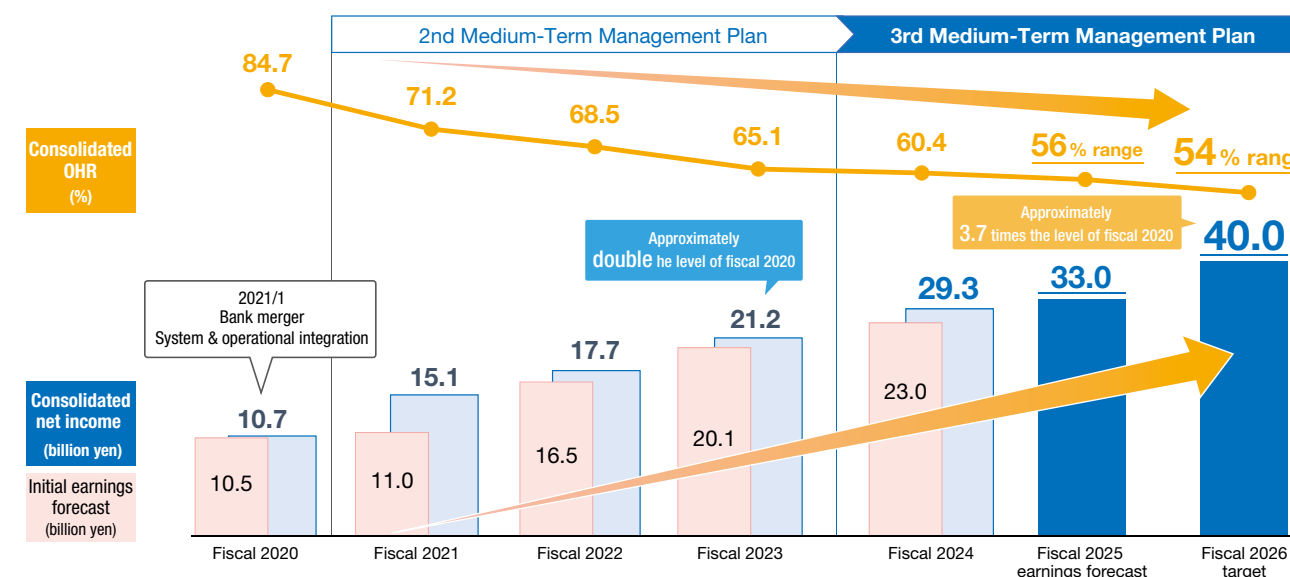 2nd Medium-Term Management Plan
3rd Medium-Term Management Plan
84.7
71.2
68.5
65.1
60.4
56 % range
54 % rang
Consolidated
OHR
(%)
Approximately
3.7 times the level of fiscal 2020
40.0
Approximately
double he level of fiscal 2020
33.0
29.3
2021/1
Bank merger
System & operational integration
21.2
17.7
15.1
10.7
Consolidated
net income
(billion yen)
23.0
20.1
16.5
11.0
10.5
Initial earnings
forecast
(billion yen)
Fiscal 2020
Fiscal 2021
Fiscal 2022
Fiscal 2023
Fiscal 2024
Fiscal 2025
earnings forecast
Fiscal 2026
target